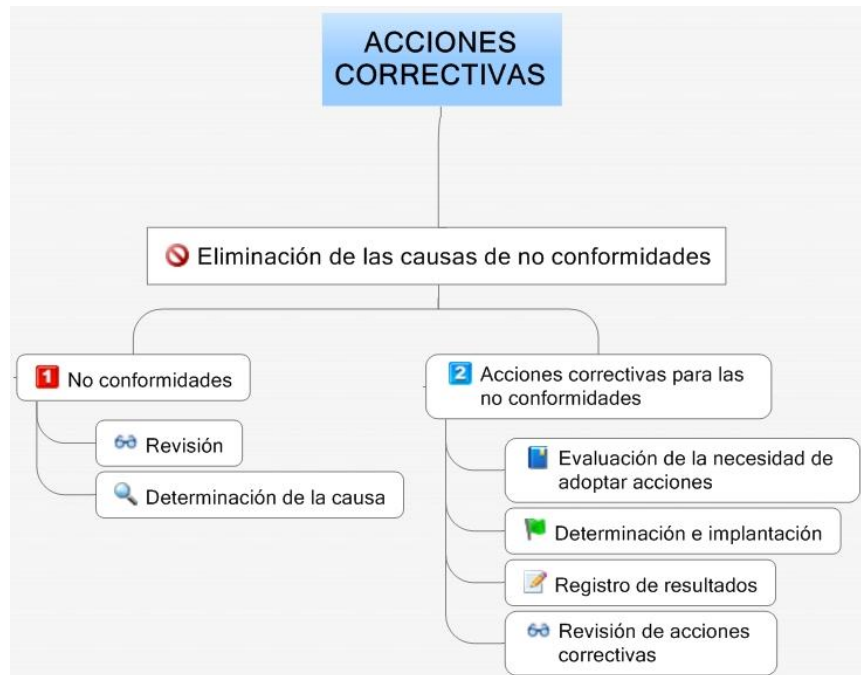 ACCIONES
CORRECTIVAS
Eliminación de las causas de no conformidades
1 No conformidades
Revisión
Determinación de la causa
2 Acciones correctivas para las
no conformidades
Evaluación de la necesidad de
adoptar acciones
Determinación e implantación
Registro de resultados
Revisión de acciones
correctivas